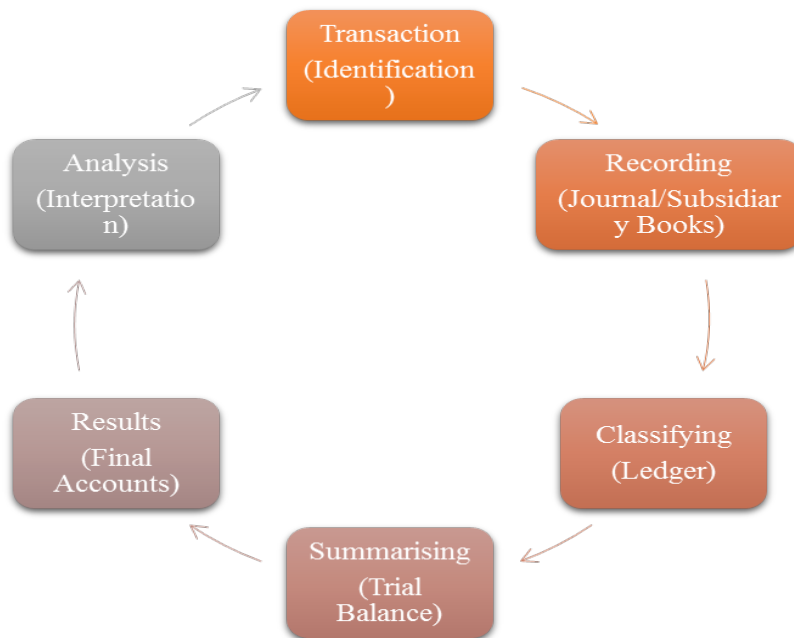 Transaction
(Identification
)
Recording
(Journal/Subsidiar
y Books)
Classifying
(Ledger)
Summarising
(Trial
Balance)
Results
(Final
Accounts)
Analysis
(Interpretatio
n)